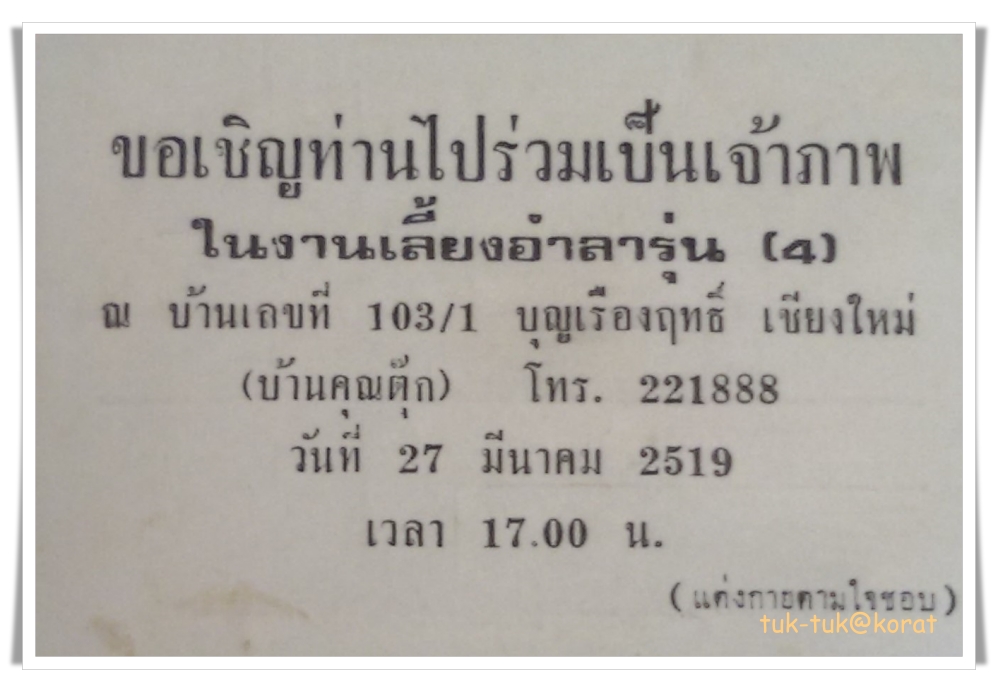 ขอเชิญท่านไปร่วมเป็นเจ้าภาพ
ในงานเลี้ยงอำลารุ่น (4)
ณ บ้านเลขที่ 103/1 บุญเรืองฤทธิ์ เชียงใหม่
(บ้านคุณตุ๊ก) โทร. 221888
วันที่ 27 มีนาคม 2519
เวลา 17.00 น.
(แต่งกายตามใจชอบ)
tuk-tuk@korat